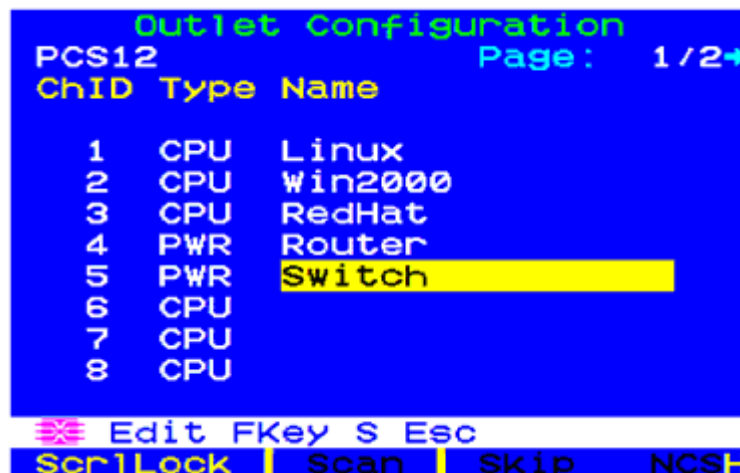 Outlet Configuration
PCS12 Page: 1/2→
ChID Type Name
1 CPU Linux
2 CPU Win2000
3 CPU RedHat
4 PWR Router
5 PWR Switch
6 CPU
7 CPU
8 CPU
Edit FKey S Esc
ScrlLock Scan Skip NCSH